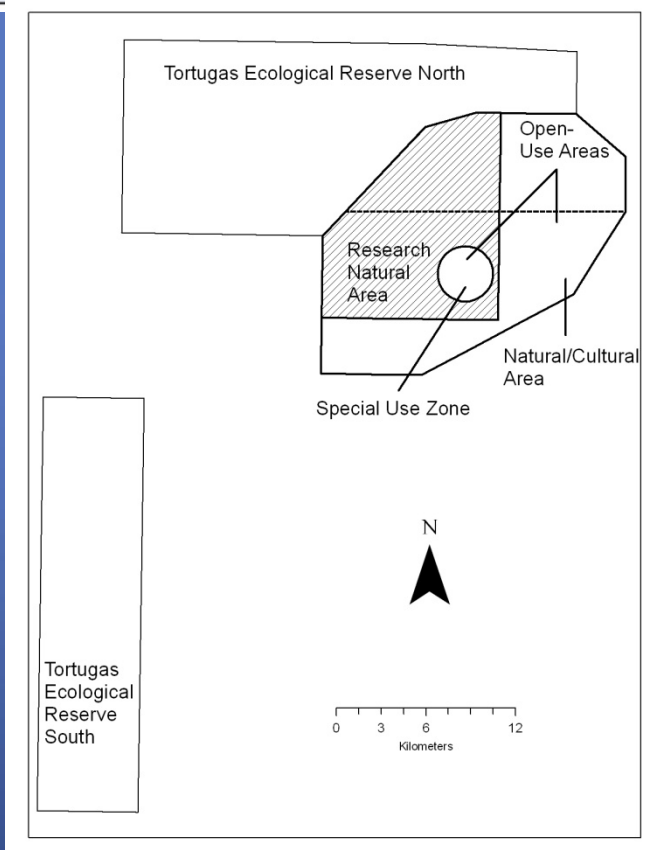 Tortugas Ecological Reserve North
Open-
Use Areas
Research
Natural
Area
Natural/Cultural
Area
Special Use Zone
N
Tortugas
Ecological
Reserve
South
0 3 6 12
Kilometers